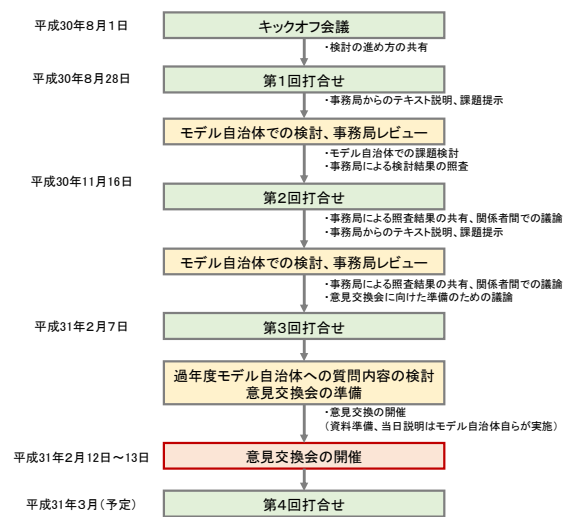 平成30年8月1日
キックオフ会議
・検討の進め方の共有
平成30年8月28日
第1回打合せ
・事務局からのテキスト説明、課題提示
モデル自治体での検討、事務局レビュー
・モデル自治体での課題検討
・事務局による検討結果の照査
平成30年11月16日
第2回打合せ
・事務局による照査結果の共有、関係者間での議論
・事務局からのテキスト説明、課題提示
モデル自治体での検討、事務局レビュー
・事務局による照査結果の共有、関係者間での議論
・意見交換会に向けた準備のための議論
平成31年2月7日
第3回打合せ
過年度モデル自治体への質問内容の検討
意見交換会の準備
・意見交換の開催
(資料準備、当日説明はモデル自治体自らが実施)
平成31年2月12日～13日
意見交換会の開催
平成31年3月(予定)
第4回打合せ